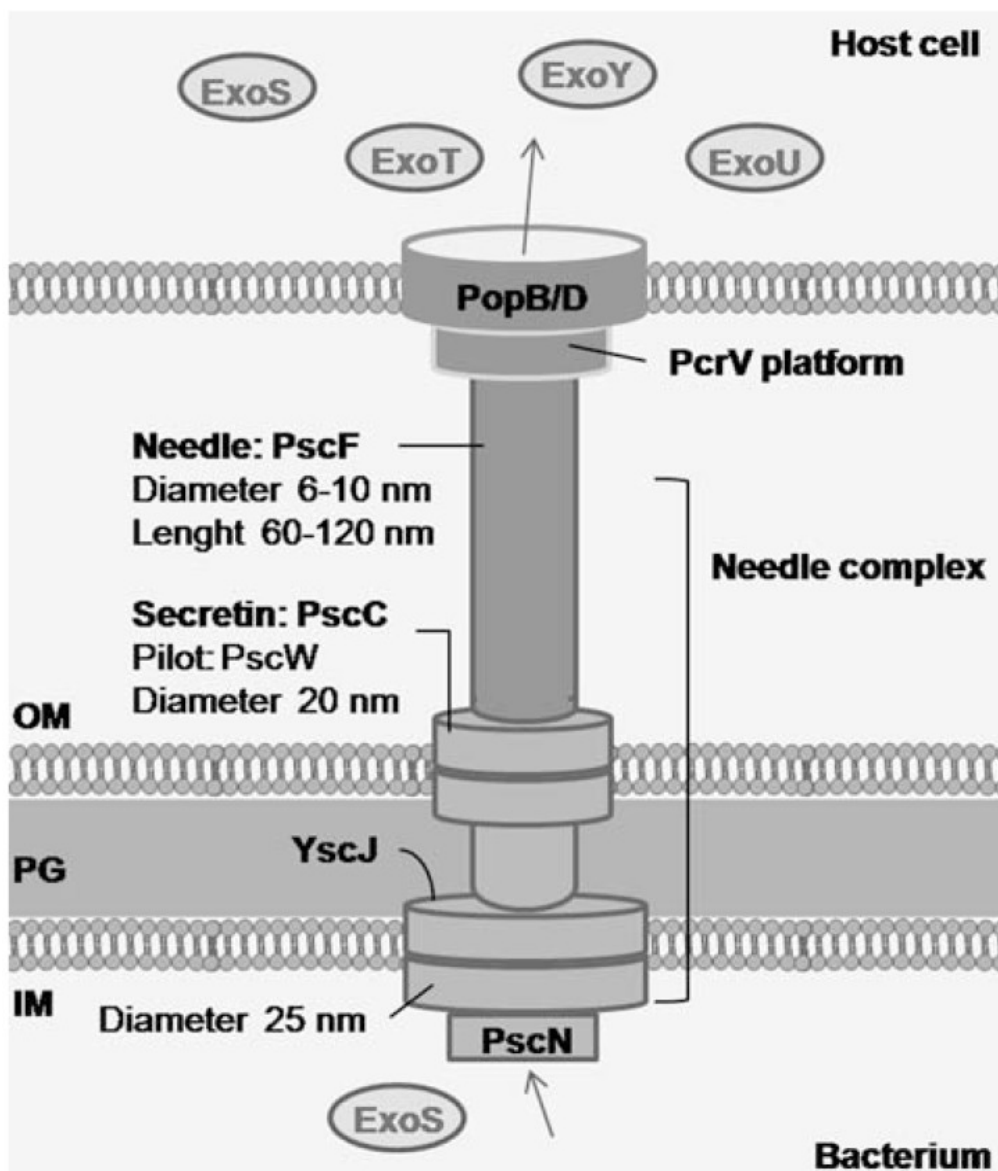 Host cell
ExoS
ExoY
ExoT
ExoU
PopB/D
PcrV platform
Needle: PscF
Diameter 6-10 nm
Lenght 60-120 nm
Needle complex
Secretin: PscC
Pilot: PscW
Diameter 20 nm
OM
YscJ
PG
IM
Diameter 25 nm
PscN
ExoS
Bacterium